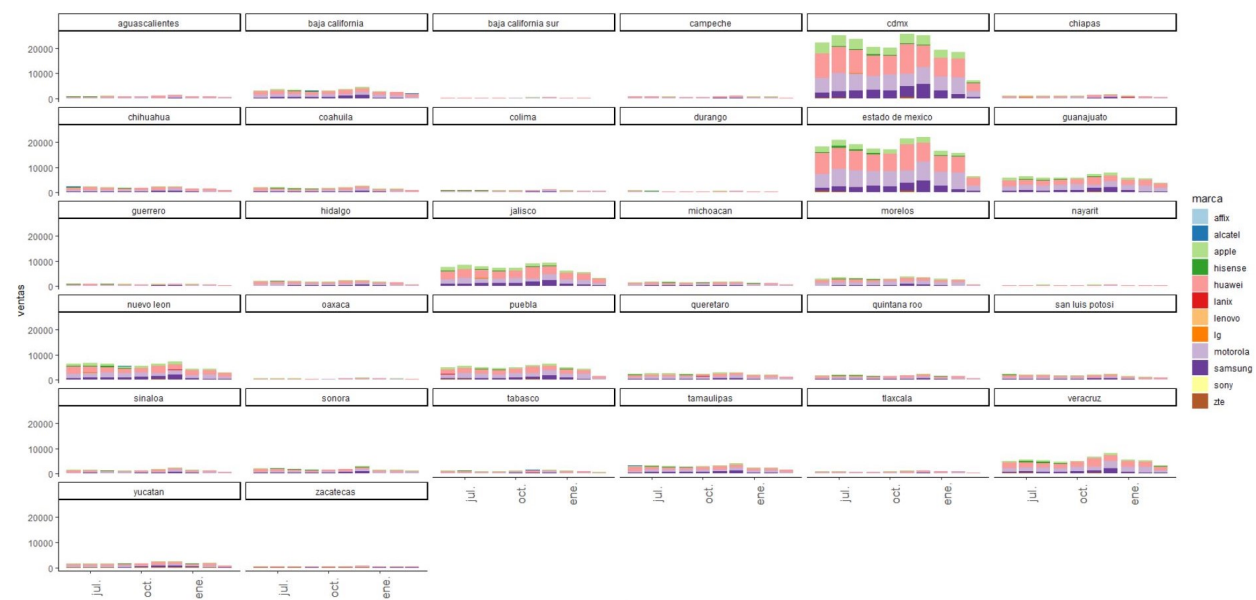 aguascalientes
baja california
baja california sur
campeche
cdmx
chiapas
20000
10000
0
chihuahua
coahuila
colima
durango
estado de mexico
guanajuato
20000
10000
0
guerrero
hidalgo
jalisco
michoacan
morelos
nayarit
20000
10000
0
nuevo leon
oaxaca
puebla
queretaro
quintana roo
san luis potosi
20000
10000
0
sinaloa
sonora
tabasco
tamaulipas
tlaxcala
veracruz
20000
10000
0
yucatan
zacatecas
20000
10000
0
jul.
oct.
ene.
jul.
oct.
ene.
jul.
oct.
ene.
jul.
oct.
ene.
jul.
oct.
ene.
jul.
oct.
ene.
ventas
marca
affix
alcatel
apple
hisense
huawei
lanix
lenovo
lg
motorola
samsung
sony
zte